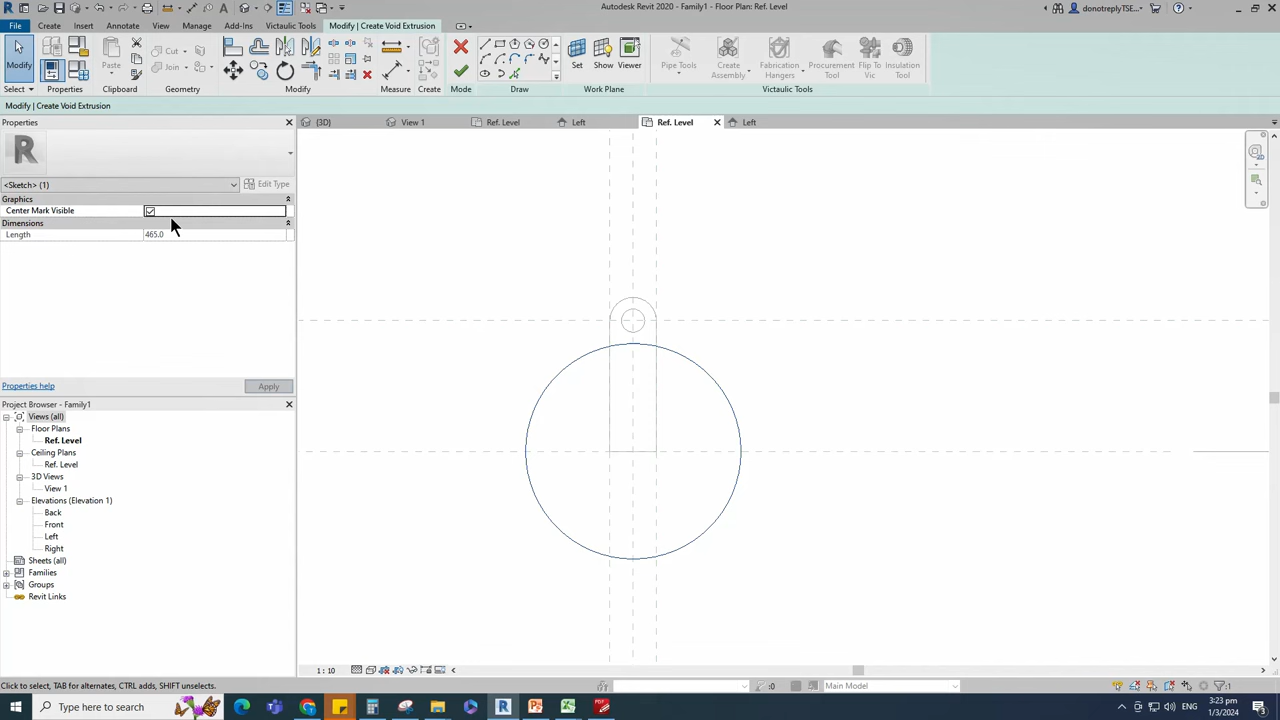 Autodesk Revit 2020 - Family1 - Floor Plan: Ref. Level
donotreplyTSE...
File
Create
Insert
Annotate
View
Manage
Add-Ins
Victaulic Tools
Modify | Create Void Extrusion
Modify
Paste
Cut
Join
Set
Show
Viewer
Pipe Tools
Create Assembly
Fabrication Hangers
Procurement Tool
Flip To Vic
Insulation Tool
Select
Properties
Clipboard
Geometry
Modify
Measure
Create
Mode
Draw
Work Plane
Victaulic Tools
Modify | Create Void Extrusion
Properties
{3D}
View 1
Ref. Level
Left
Ref. Level
Left
R
<Sketch> (1)
Edit Type
Graphics
Center Mark Visible
Dimensions
Length
465.0
Properties help
Apply
Project Browser - Family1
Views (all)
Floor Plans
Ref. Level
Ceiling Plans
Ref. Level
3D Views
View 1
Elevations (Elevation 1)
Back
Front
Left
Right
Sheets (all)
Families
Groups
Revit Links
1 : 10
Click to select, TAB for alternates, CTRL adds, SHIFT unselects.
:0
Main Model
:1
Type here to search
3:23 pm
1/3/2024